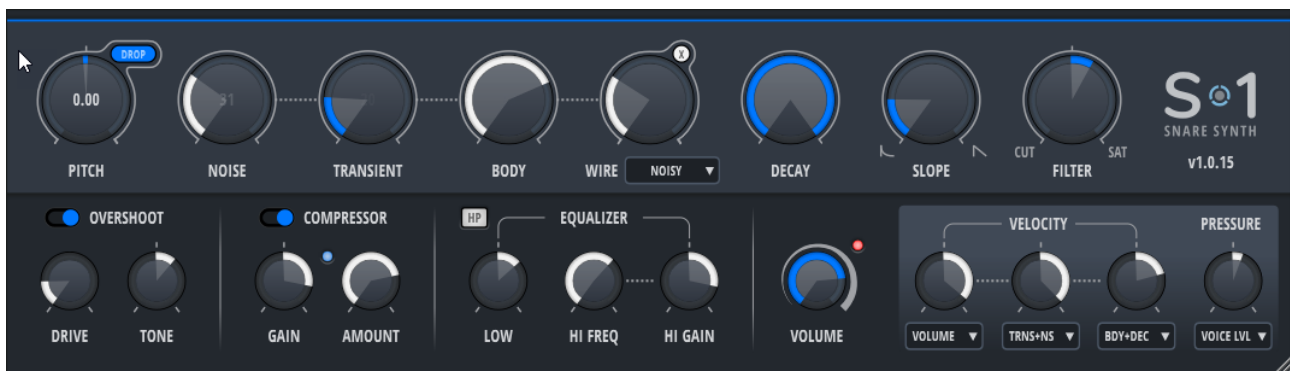 DROP
0.00
31
X
S 1
SNARE SYNTH
v1.0.15
PITCH
NOISE
TRANSIENT
BODY
WIRE
NOISY
DECAY
SLOPE
CUT
SAT
FILTER
OVERSHOOT
COMPRESSOR
HP
EQUALIZER
VELOCITY
PRESSURE
DRIVE
TONE
GAIN
AMOUNT
LOW
HI FREQ
HI GAIN
VOLUME
VOLUME
TRNS+NS
BDY+DEC
VOICE LVL